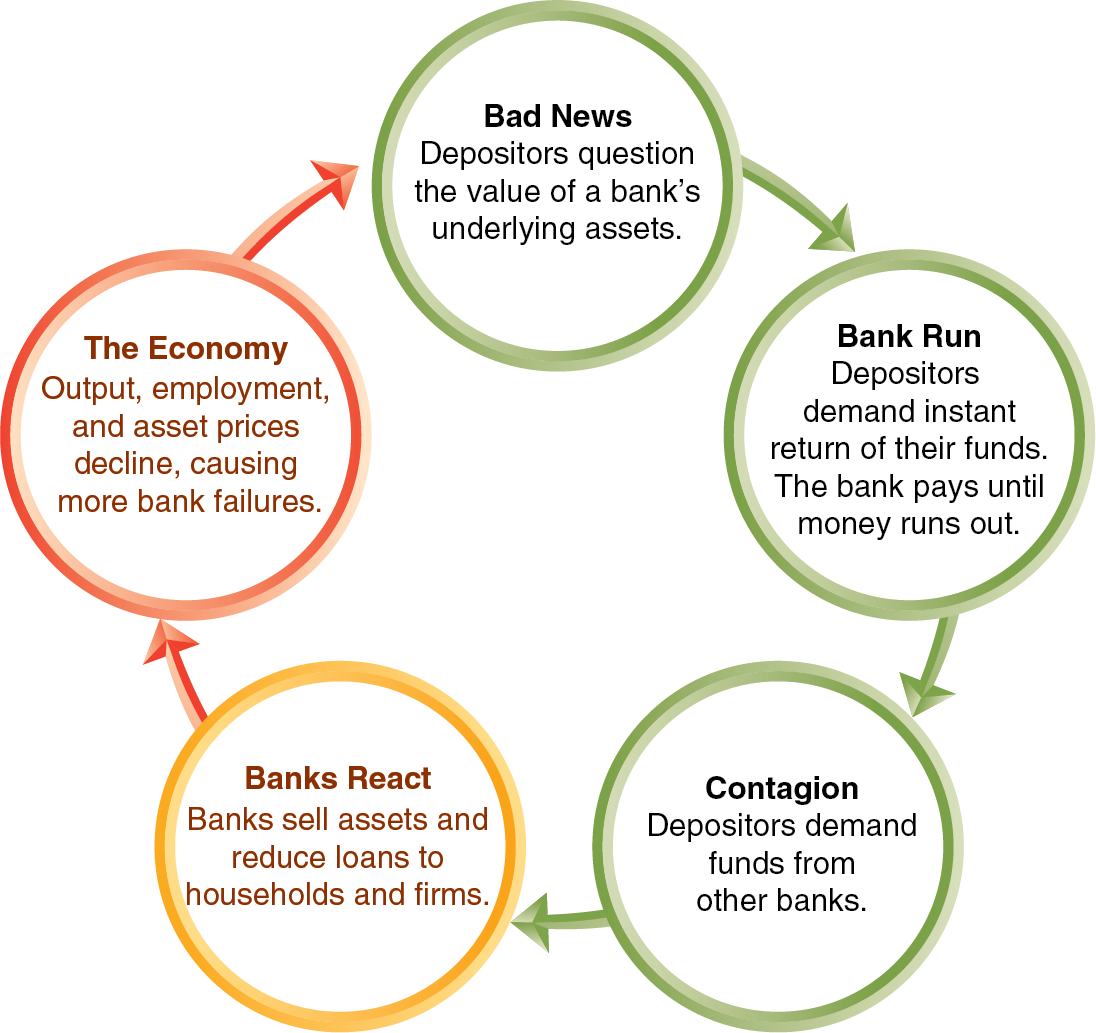 Bad News
Depositors question
the value of a bank’s
underlying assets.
Bank Run
Depositors
demand instant
return of their funds.
The bank pays until
money runs out.
Contagion
Depositors demand
funds from
other banks.
Banks React
Banks sell assets and
reduce loans to
households and firms.
The Economy
Output, employment,
and asset prices
decline, causing
more bank failures.